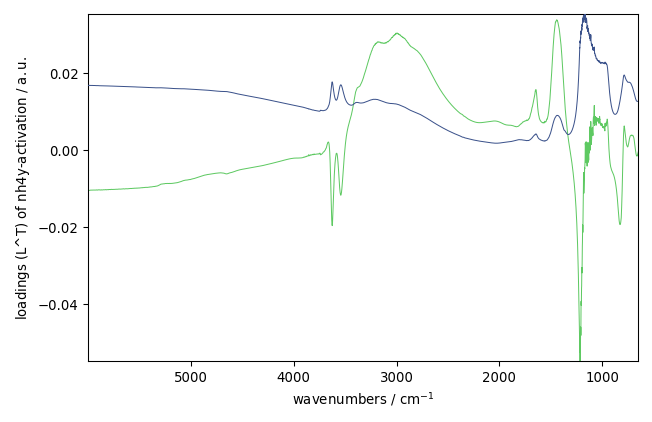 0.02
0.00
−0.02
−0.04
5000 4000 3000 2000 1000
wavenumbers / cm⁻¹
loadings (L^T) of nh4y-activation / a.u.